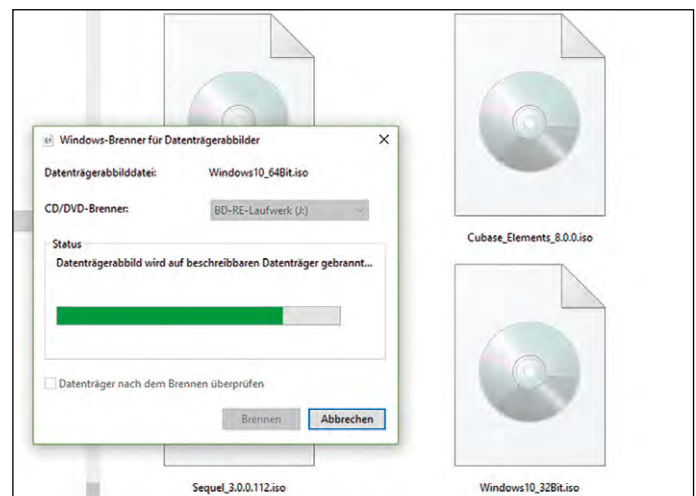 Windows-Brenner für Datenträgerabbilder
Datenträgerabbilddatei: Windows10_64Bit.iso
CD/DVD-Brenner: BD-RE-Laufwerk (J:)
Status
Datenträgerabbild wird auf beschreibbaren Datenträger gebrannt...
Datenträger nach dem Brennen überprüfen
Brennen Abbrechen
Cubase_Elements_8.0.0.iso
Sequel_3.0.0.112.iso
Windows10_32Bit.iso